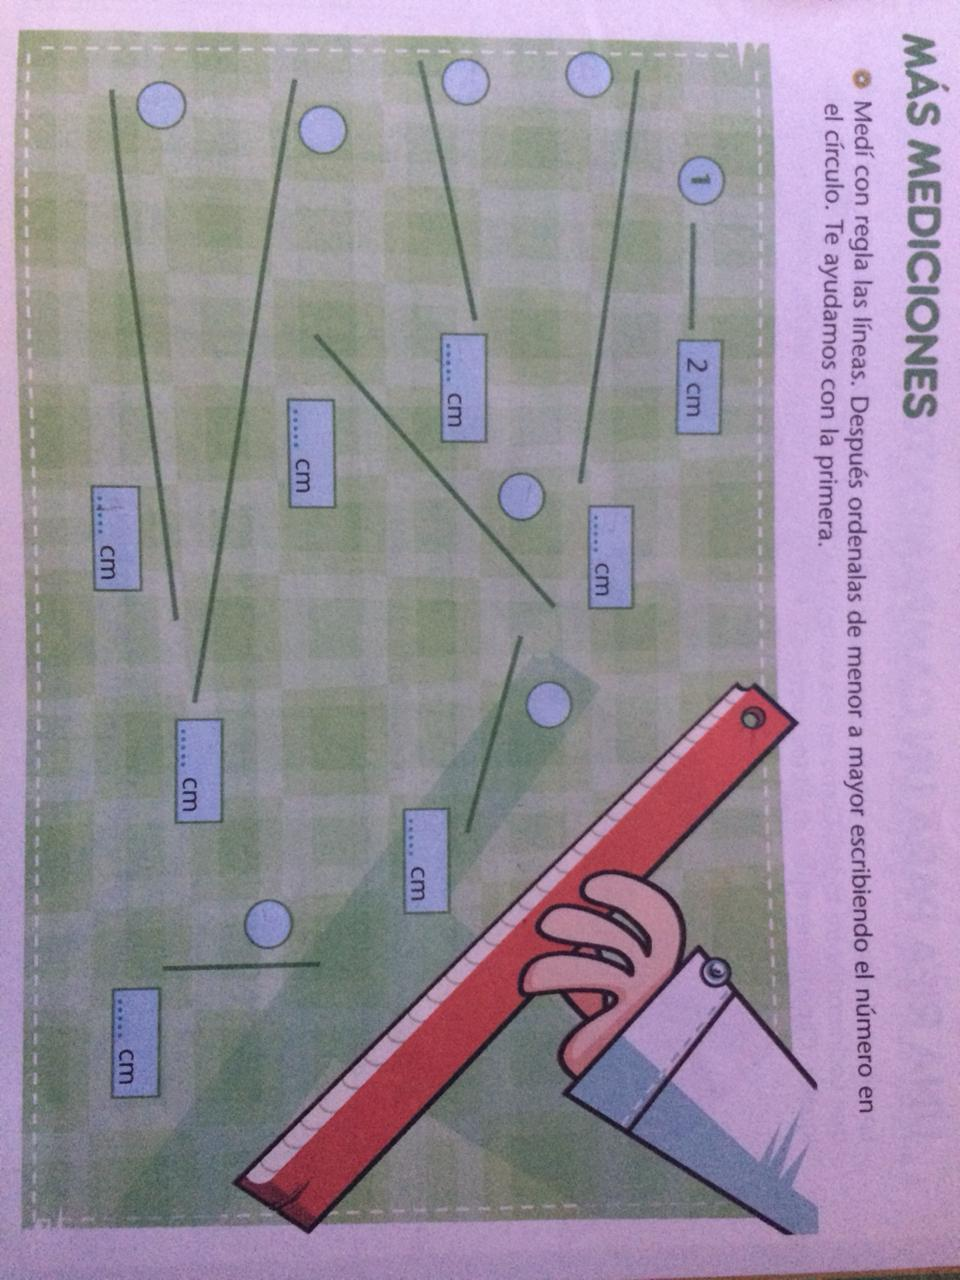 MÁS MEDICIONES
Medí con regla las líneas. Después ordenalas de menor a mayor escribiendo el número en
el círculo. Te ayudamos con la primera.
1
2 cm
..... cm
..... cm
..... cm
..... cm
..... cm
..... cm
..... cm